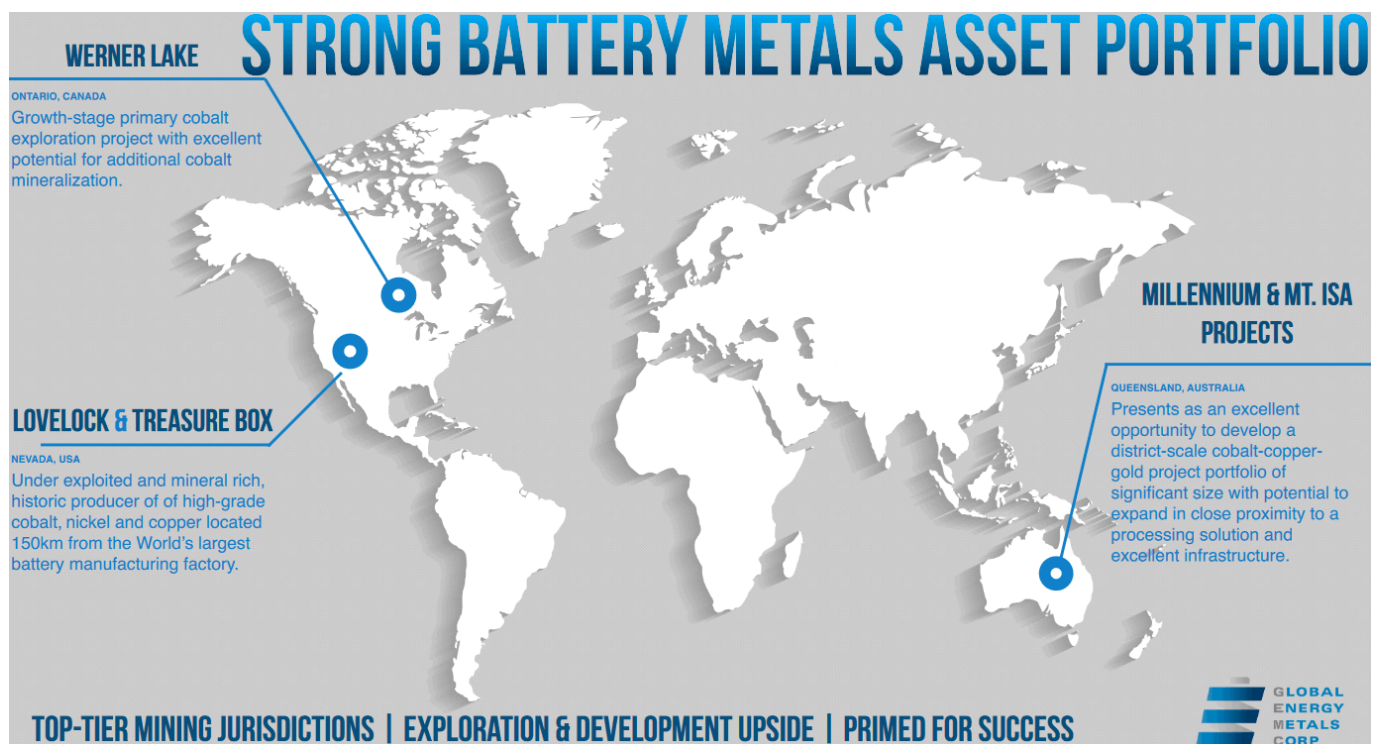 STRONG BATTERY METALS ASSET PORTFOLIO
WERNER LAKE
ONTARIO, CANADA
Growth-stage primary cobalt
exploration project with excellent
potential for additional cobalt
mineralization.
LOVELOCK & TREASURE BOX
NEVADA, USA
Under exploited and mineral rich,
historic producer of of high-grade
cobalt, nickel and copper located
150km from the World's largest
battery manufacturing factory.
MILLENNIUM & MT. ISA
PROJECTS
QUEENSLAND, AUSTRALIA
Presents as an excellent
opportunity to develop a
district-scale cobalt-copper-
gold project portfolio of
significant size with potential to
expand in close proximity to a
processing solution and
excellent infrastructure.
TOP-TIER MINING JURISDICTIONS | EXPLORATION & DEVELOPMENT UPSIDE | PRIMED FOR SUCCESS
GLOBAL
ENERGY
METALS
CORP